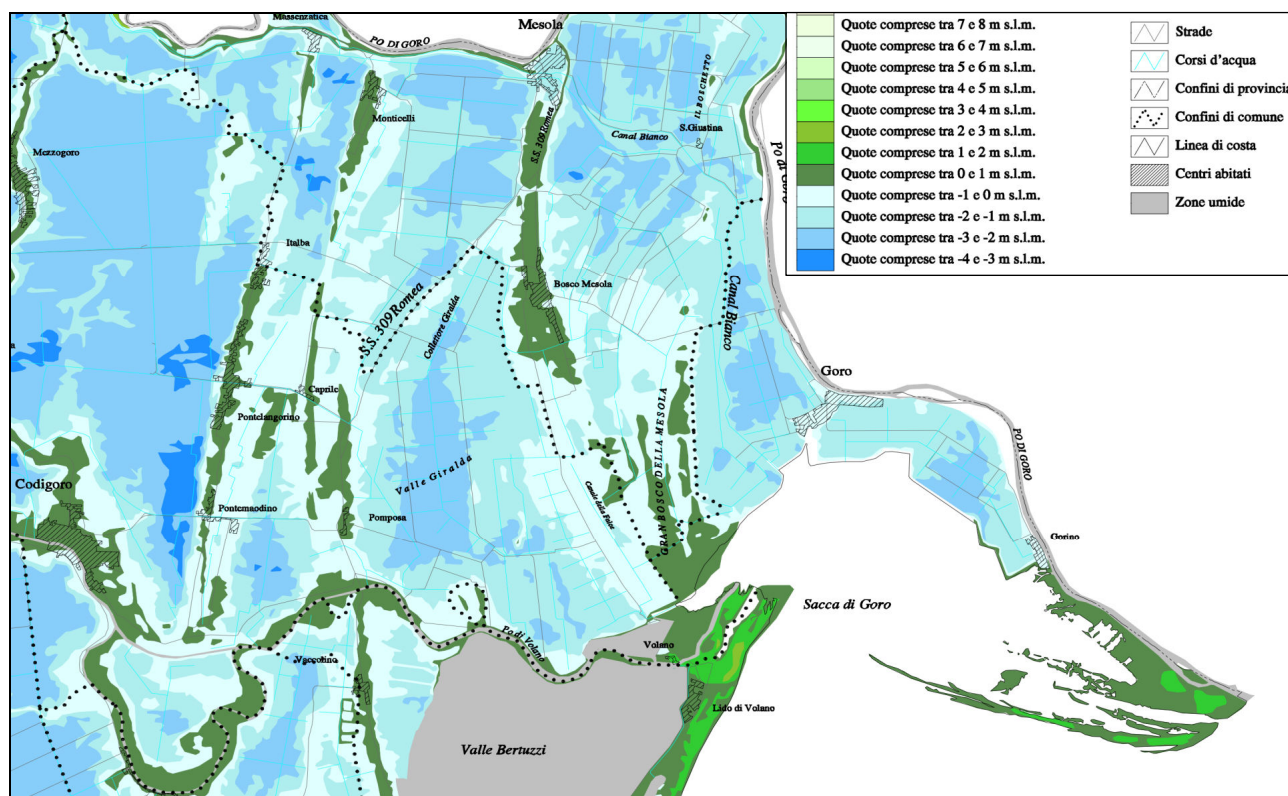 Massenzatica
Mesola
PO DI GORO
Quote comprese tra 7 e 8 m s.l.m.
Quote comprese tra 6 e 7 m s.l.m.
Quote comprese tra 5 e 6 m s.l.m.
Quote comprese tra 4 e 5 m s.l.m.
Quote comprese tra 3 e 4 m s.l.m.
Quote comprese tra 2 e 3 m s.l.m.
Quote comprese tra 1 e 2 m s.l.m.
Quote comprese tra 0 e 1 m s.l.m.
Quote comprese tra -1 e 0 m s.l.m.
Quote comprese tra -2 e -1 m s.l.m.
Quote comprese tra -3 e -2 m s.l.m.
Quote comprese tra -4 e -3 m s.l.m.
Strade
Corsi d'acqua
Confini di provincia
Confini di comune
Linea di costa
Centri abitati
Zone umide
IL BOSCHETTO
Monticelli
S.S. 309 Romea
Canal Bianco
S.Giustina
Mezzogoro
Po di Goro
Italba
Bosco Mesola
S.S. 309 Romea
Collettore Giralda
Canal Bianco
Goro
Caprile
Pontelangorino
PO DI GORO
GRAN BOSCO DELLA MESOLA
Valle Giralda
Codigoro
Canale della Falce
Pontemaodino
Pomposa
Gorino
Sacca di Goro
Po di Volano
Volano
Vaccolino
Lido di Volano
Valle Bertuzzi